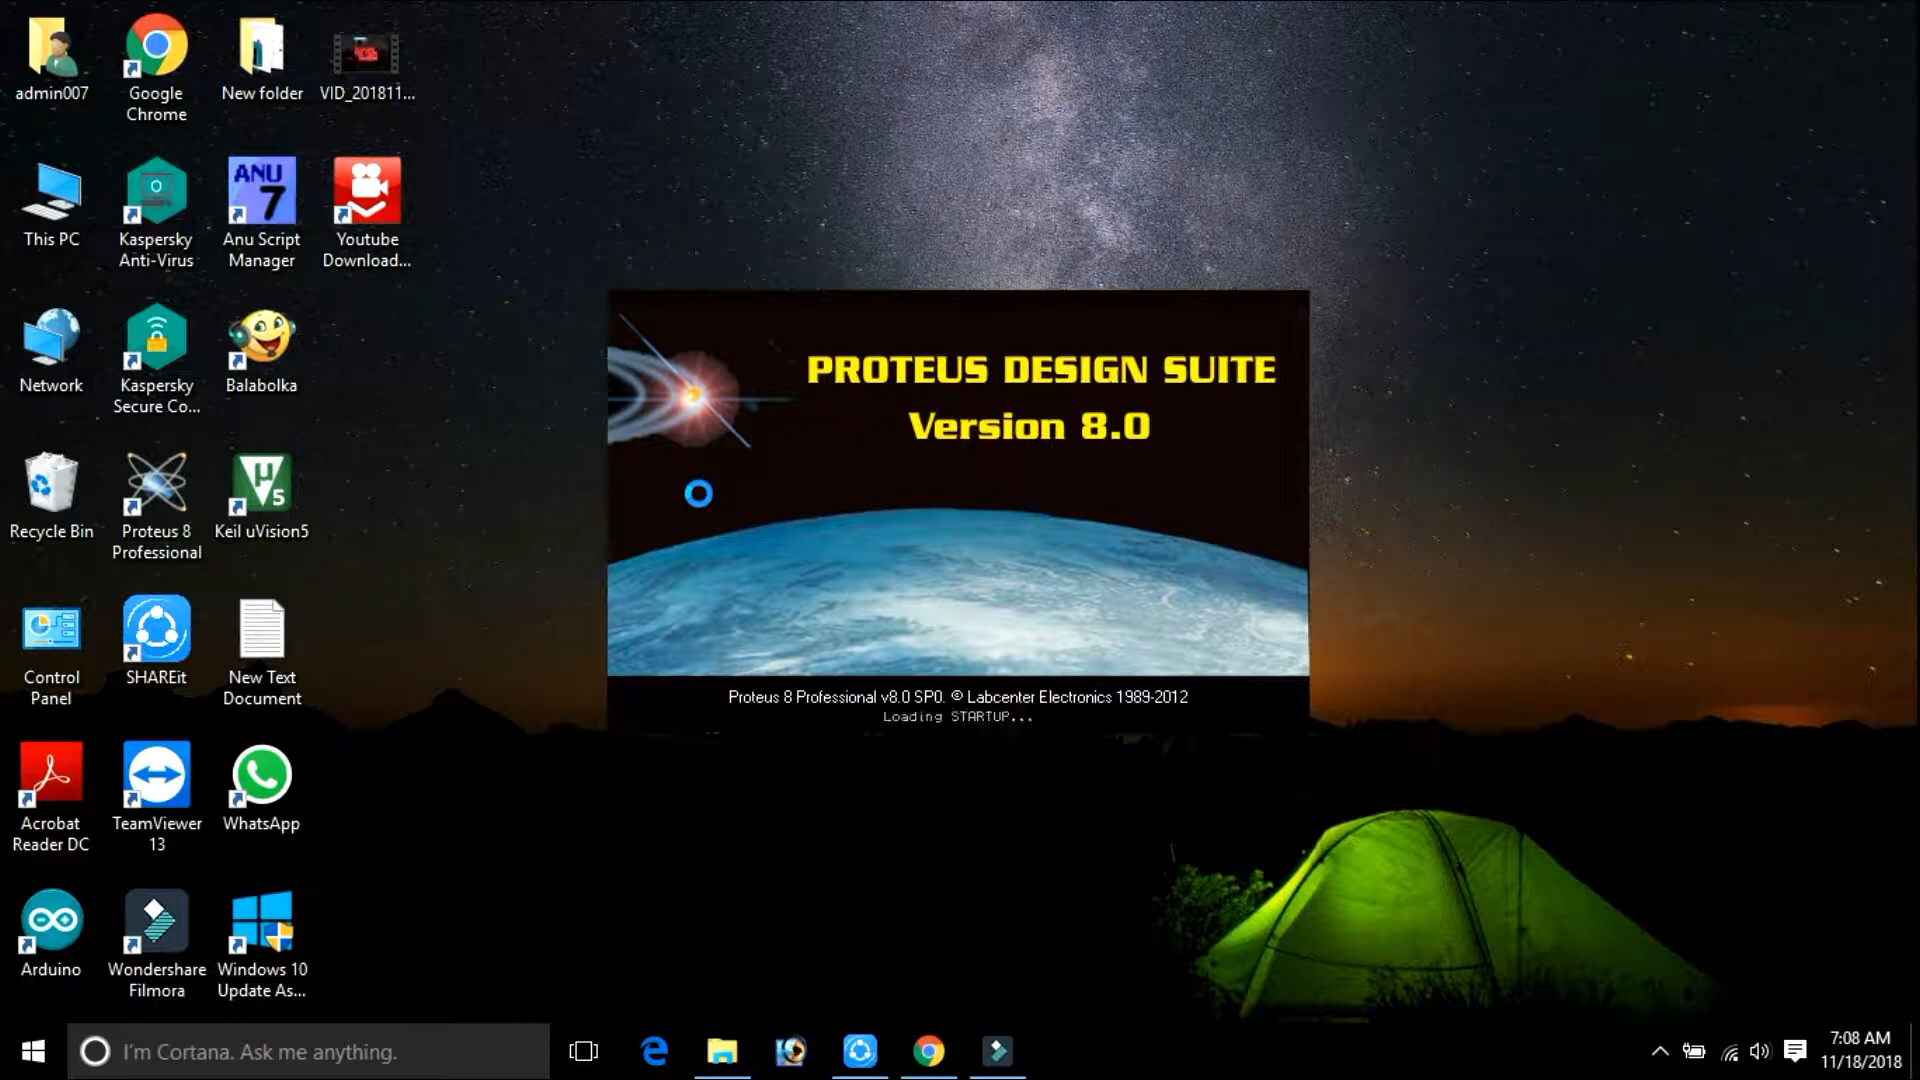 admin007
Google
Chrome
New folder
VID_201811...
This PC
Kaspersky
Anti-Virus
ANU
7
Anu Script
Manager
Youtube
Download...
Network
Kaspersky
Secure Co...
Balabolka
Recycle Bin
Proteus 8
Professional
µ
V5
Keil uVision5
Control
Panel
SHAREit
New Text
Document
Acrobat
Reader DC
TeamViewer
13
WhatsApp
Arduino
Wondershare
Filmora
Windows 10
Update As...
PROTEUS DESIGN SUITE
Version 8.0
Proteus 8 Professional v8.0 SP0. © Labcenter Electronics 1989-2012
Loading STARTUP...
I'm Cortana. Ask me anything.
7:08 AM
11/18/2018